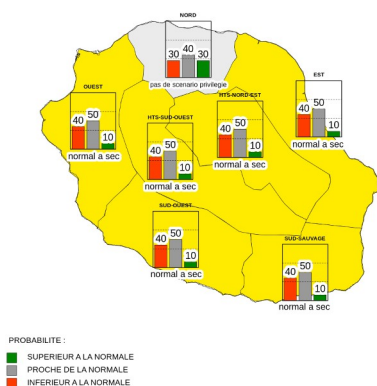 NORD
30 40 30
pas de scenario privilegie
OUEST
40 50 10
normal a sec
EST
40 50 10
normal a sec
HTS-NORD-EST
40 50 10
normal a sec
HTS-SUD-OUEST
40 50 10
normal a sec
SUD-OUEST
40 50 10
normal a sec
SUD-SAUVAGE
40 50 10
normal a sec
PROBABILITE :
SUPERIEUR A LA NORMALE
PROCHE DE LA NORMALE
INFERIEUR A LA NORMALE